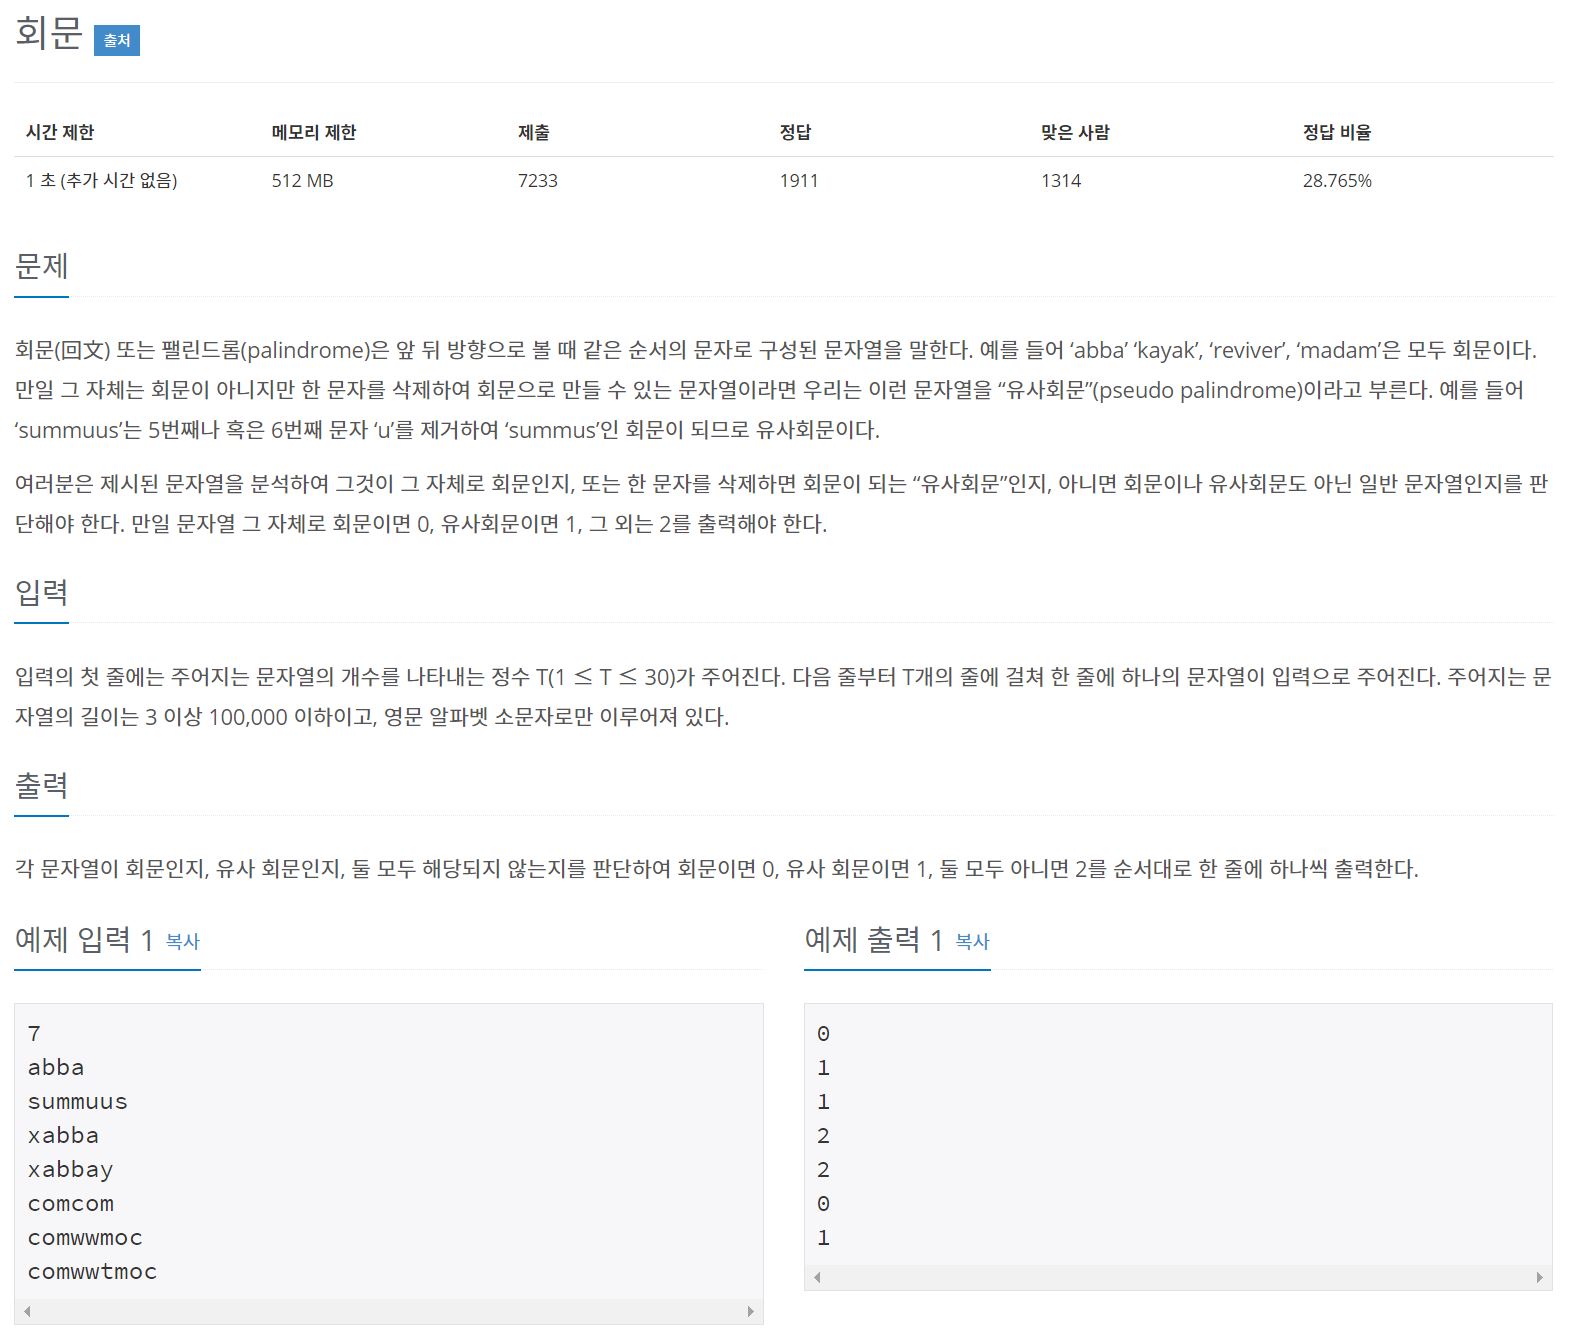 회문 출처
시간 제한 메모리 제한 제출 정답 맞은 사람 정답 비율
1 초 (추가 시간 없음) 512 MB 7233 1911 1314 28.765%
문제
회문(回文) 또는 팰린드롬(palindrome)은 앞 뒤 방향으로 볼 때 같은 순서의 문자로 구성된 문자열을 말한다. 예를 들어 ‘abba’ ‘kayak’, ‘reviver’, ‘madam’은 모두 회문이다.
만일 그 자체는 회문이 아니지만 한 문자를 삭제하여 회문으로 만들 수 있는 문자열이라면 우리는 이런 문자열을 “유사회문”(pseudo palindrome)이라고 부른다. 예를 들어
‘summuus’는 5번째나 혹은 6번째 문자 ‘u’를 제거하여 ‘summus’인 회문이 되므로 유사회문이다.
여러분은 제시된 문자열을 분석하여 그것이 그 자체로 회문인지, 또는 한 문자를 삭제하면 회문이 되는 “유사회문”인지, 아니면 회문이나 유사회문도 아닌 일반 문자열인지를 판
단해야 한다. 만일 문자열 그 자체로 회문이면 0, 유사회문이면 1, 그 외는 2를 출력해야 한다.
입력
입력의 첫 줄에는 주어지는 문자열의 개수를 나타내는 정수 T(1 ≤ T ≤ 30)가 주어진다. 다음 줄부터 T개의 줄에 걸쳐 한 줄에 하나의 문자열이 입력으로 주어진다. 주어지는 문
자열의 길이는 3 이상 100,000 이하이고, 영문 알파벳 소문자로만 이루어져 있다.
출력
각 문자열이 회문인지, 유사 회문인지, 둘 모두 해당되지 않는지를 판단하여 회문이면 0, 유사 회문이면 1, 둘 모두 아니면 2를 순서대로 한 줄에 하나씩 출력한다.
예제 입력 1 복사
7
abba
summuus
xabba
xabbay
comcom
comwwmoc
comwwtmoc
예제 출력 1 복사
0
1
1
2
2
0
1